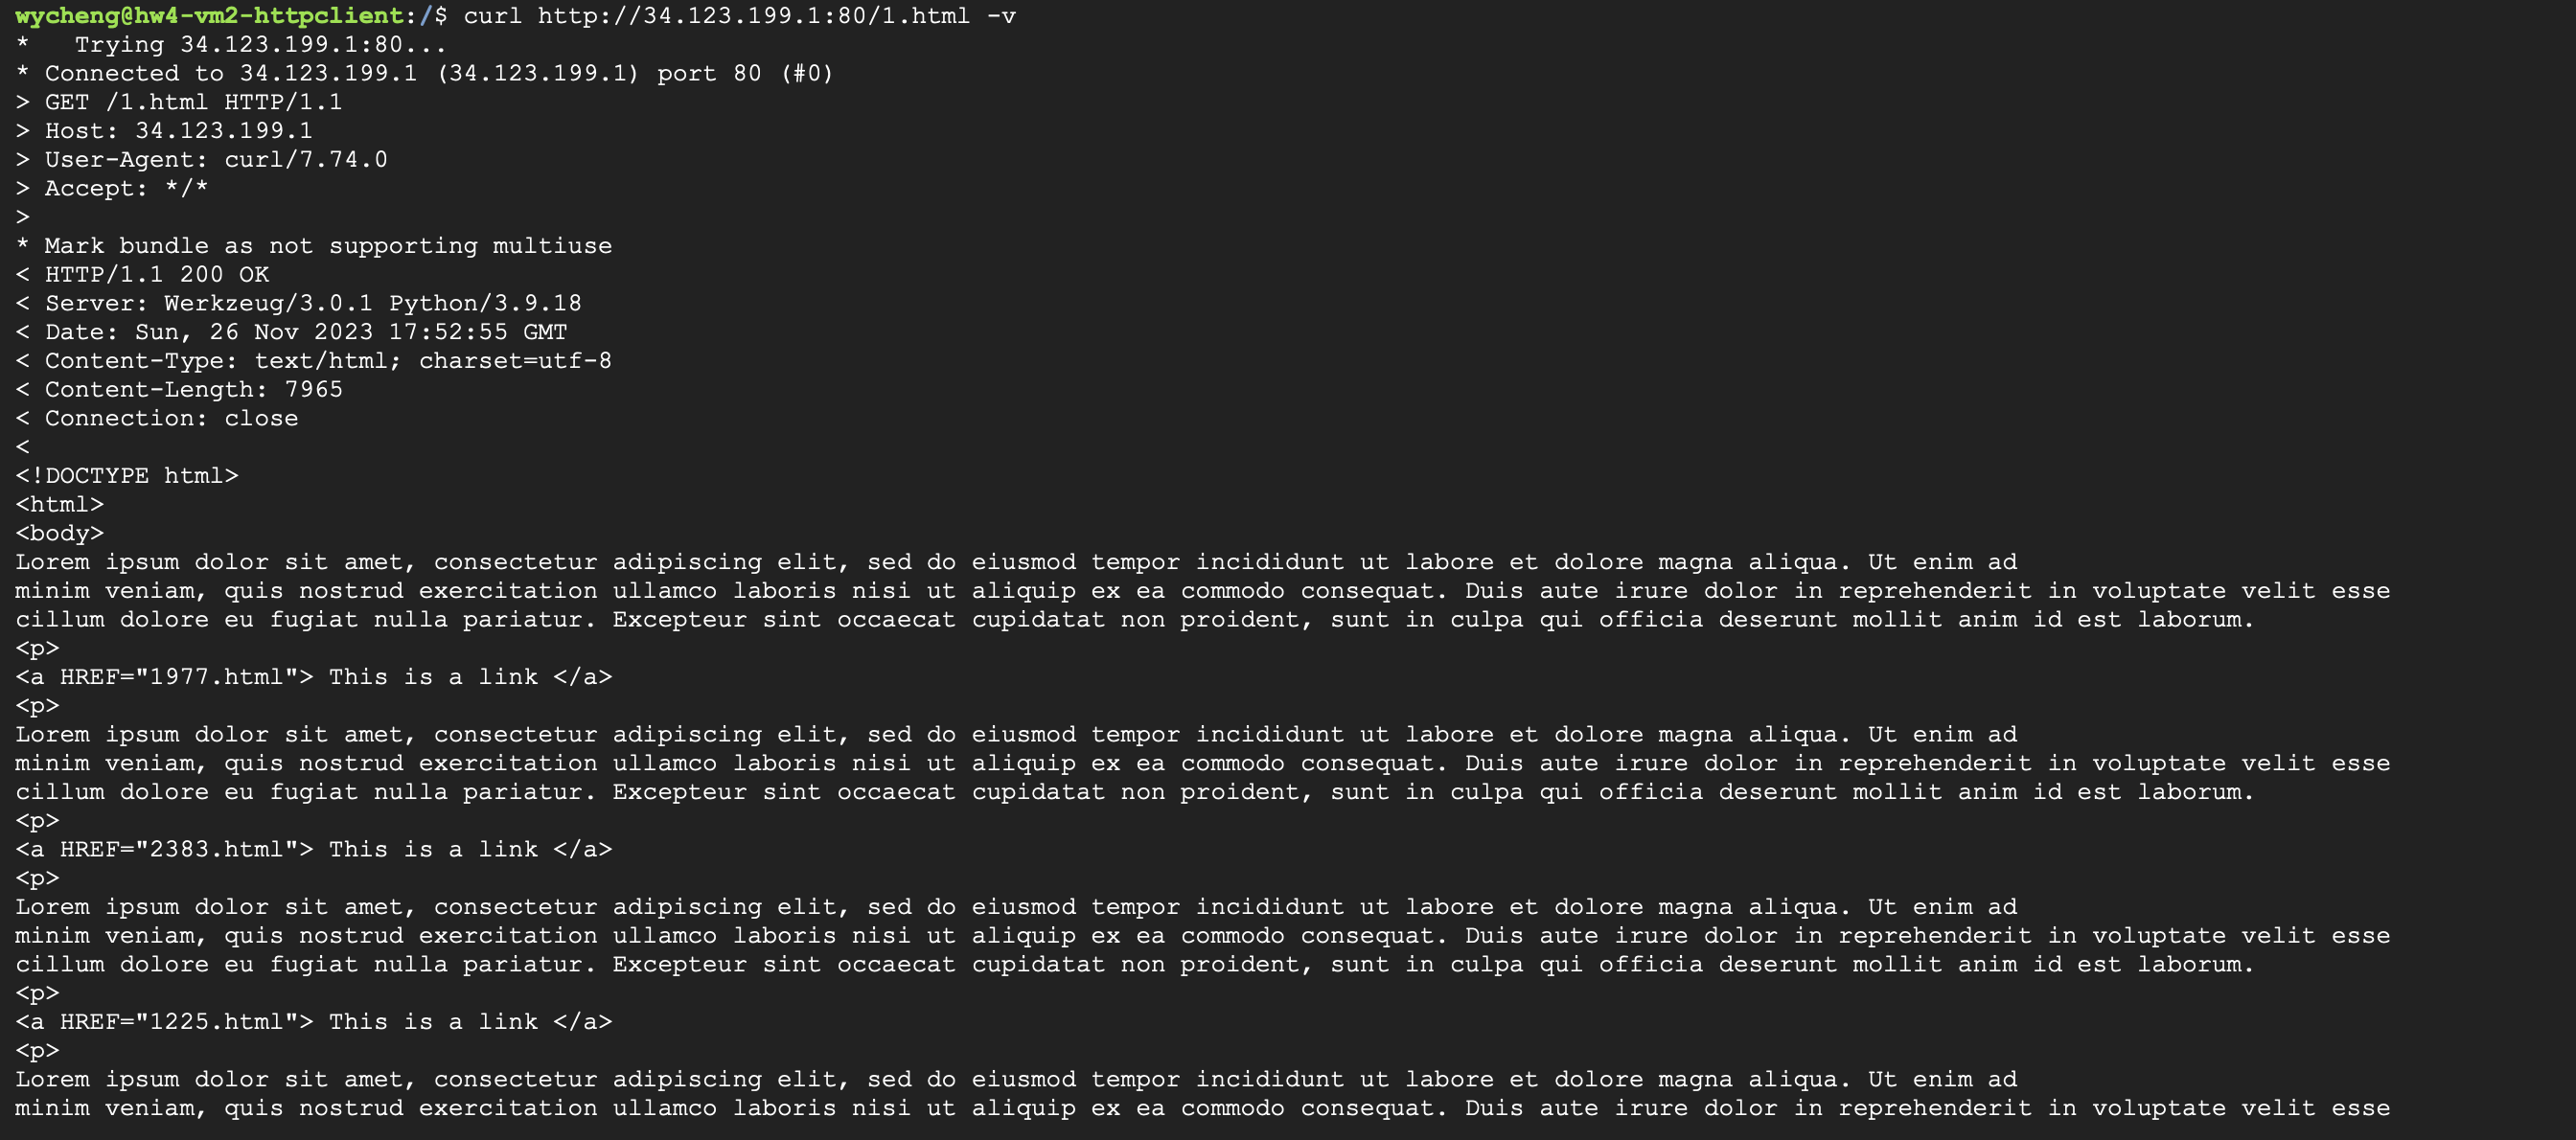 wycheng@hw4-vm2-httpclient:/$ curl http://34.123.199.1:80/1.html -v
*   Trying 34.123.199.1:80...
* Connected to 34.123.199.1 (34.123.199.1) port 80 (#0)
> GET /1.html HTTP/1.1
> Host: 34.123.199.1
> User-Agent: curl/7.74.0
> Accept: */*
>
* Mark bundle as not supporting multiuse
< HTTP/1.1 200 OK
< Server: Werkzeug/3.0.1 Python/3.9.18
< Date: Sun, 26 Nov 2023 17:52:55 GMT
< Content-Type: text/html; charset=utf-8
< Content-Length: 7965
< Connection: close
<
<!DOCTYPE html>
<html>
<body>
Lorem ipsum dolor sit amet, consectetur adipiscing elit, sed do eiusmod tempor incididunt ut labore et dolore magna aliqua. Ut enim ad
minim veniam, quis nostrud exercitation ullamco laboris nisi ut aliquip ex ea commodo consequat. Duis aute irure dolor in reprehenderit in voluptate velit esse
cillum dolore eu fugiat nulla pariatur. Excepteur sint occaecat cupidatat non proident, sunt in culpa qui officia deserunt mollit anim id est laborum.
<p>
<a HREF="1977.html"> This is a link </a>
<p>
Lorem ipsum dolor sit amet, consectetur adipiscing elit, sed do eiusmod tempor incididunt ut labore et dolore magna aliqua. Ut enim ad
minim veniam, quis nostrud exercitation ullamco laboris nisi ut aliquip ex ea commodo consequat. Duis aute irure dolor in reprehenderit in voluptate velit esse
cillum dolore eu fugiat nulla pariatur. Excepteur sint occaecat cupidatat non proident, sunt in culpa qui officia deserunt mollit anim id est laborum.
<p>
<a HREF="2383.html"> This is a link </a>
<p>
Lorem ipsum dolor sit amet, consectetur adipiscing elit, sed do eiusmod tempor incididunt ut labore et dolore magna aliqua. Ut enim ad
minim veniam, quis nostrud exercitation ullamco laboris nisi ut aliquip ex ea commodo consequat. Duis aute irure dolor in reprehenderit in voluptate velit esse
cillum dolore eu fugiat nulla pariatur. Excepteur sint occaecat cupidatat non proident, sunt in culpa qui officia deserunt mollit anim id est laborum.
<p>
<a HREF="1225.html"> This is a link </a>
<p>
Lorem ipsum dolor sit amet, consectetur adipiscing elit, sed do eiusmod tempor incididunt ut labore et dolore magna aliqua. Ut enim ad
minim veniam, quis nostrud exercitation ullamco laboris nisi ut aliquip ex ea commodo consequat. Duis aute irure dolor in reprehenderit in voluptate velit esse